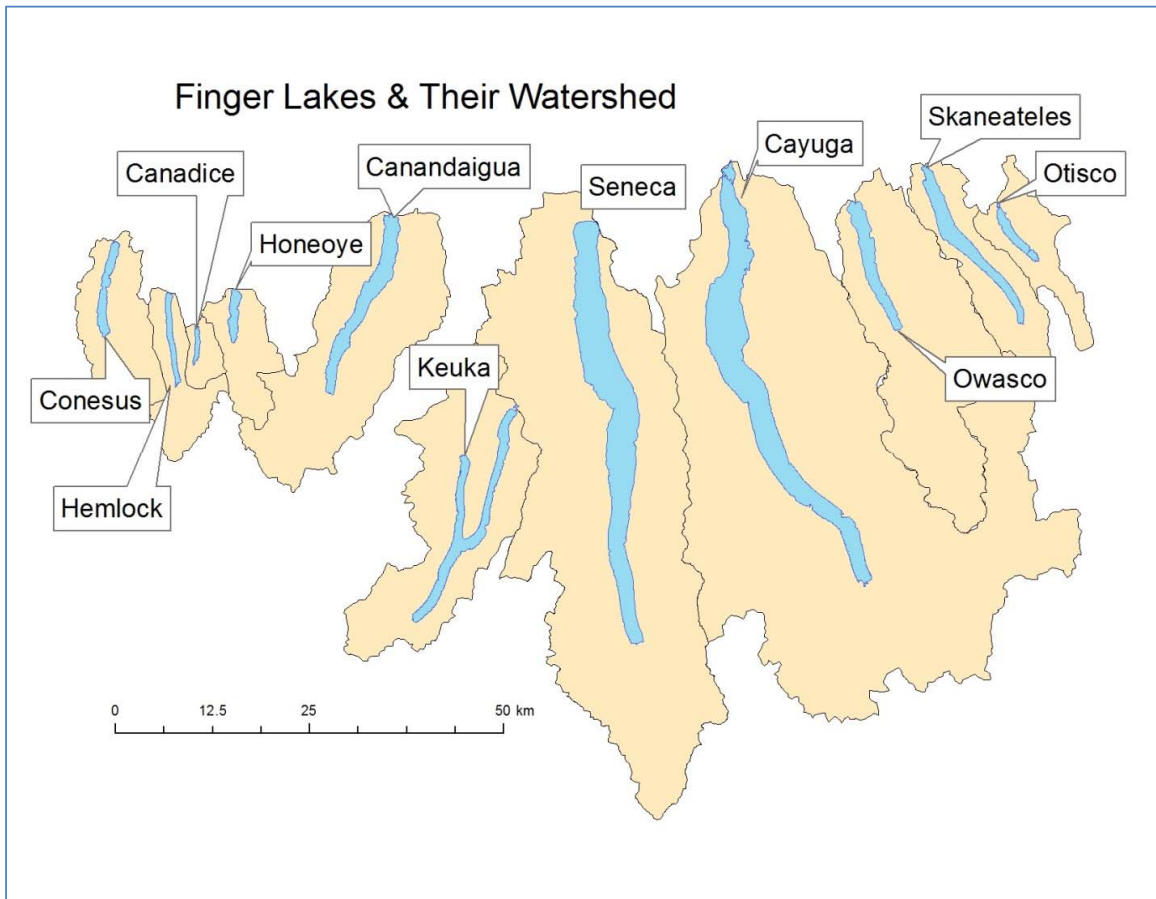 Finger Lakes & Their Watershed
Skaneateles
Cayuga
Canandaigua
Canadice
Seneca
Otisco
Honeoye
Keuka
Conesus
Owasco
Hemlock
0 12.5 25 50 km